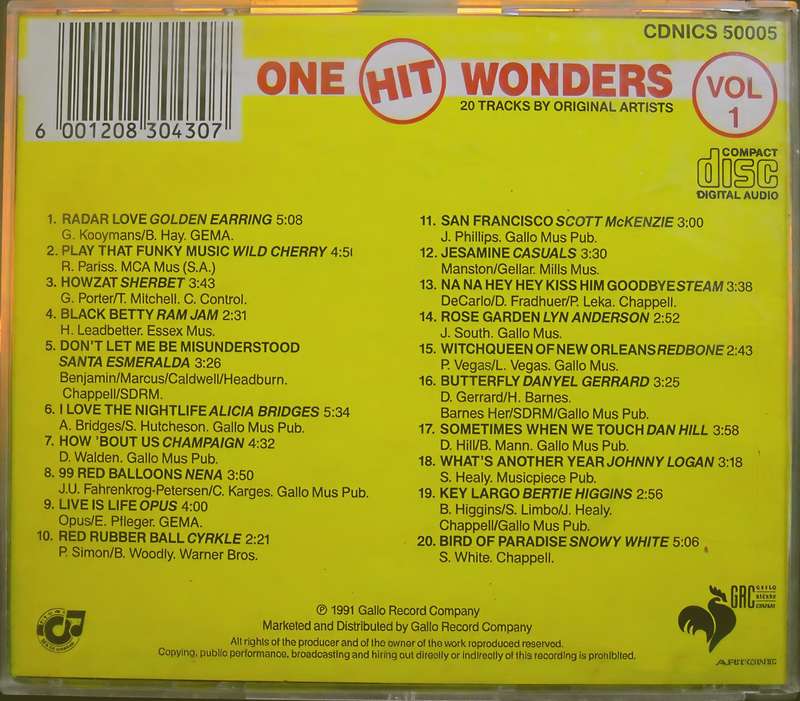 CDNICS 50005
ONE HIT WONDERS
VOL 1
20 TRACKS BY ORIGINAL ARTISTS
6 001208 304307
COMPACT
disc
DIGITAL AUDIO
1. RADAR LOVE GOLDEN EARRING 5:08
G. Kooymans/B. Hay. GEMA.
2. PLAY THAT FUNKY MUSIC WILD CHERRY 4:50
R. Pariss. MCA Mus (S.A.)
3. HOWZAT SHERBET 3:43
G. Porter/T. Mitchell. C. Control.
4. BLACK BETTY RAM JAM 2:31
H. Leadbetter. Essex Mus.
5. DON'T LET ME BE MISUNDERSTOOD
SANTA ESMERALDA 3:26
Benjamin/Marcus/Caldwell/Headburn.
Chappell/SDRM.
6. I LOVE THE NIGHTLIFE ALICIA BRIDGES 5:34
A. Bridges/S. Hutcheson. Gallo Mus Pub.
7. HOW 'BOUT US CHAMPAIGN 4:32
D. Walden. Gallo Mus Pub.
8. 99 RED BALLOONS NENA 3:50
J.U. Fahrenkrog-Petersen/C. Karges. Gallo Mus Pub.
9. LIVE IS LIFE OPUS 4:00
Opus/E. Pfleger. GEMA.
10. RED RUBBER BALL CYRKLE 2:21
P. Simon/B. Woodly. Warner Bros.
11. SAN FRANCISCO SCOTT McKENZIE 3:00
J. Phillips. Gallo Mus Pub.
12. JESAMINE CASUALS 3:30
Manston/Gellar. Mills Mus.
13. NA NA HEY HEY KISS HIM GOODBYE STEAM 3:38
DeCarlo/D. Fradhuer/P. Leka. Chappell.
14. ROSE GARDEN LYN ANDERSON 2:52
J. South. Gallo Mus.
15. WITCHQUEEN OF NEW ORLEANS REDBONE 2:43
P. Vegas/L. Vegas. Gallo Mus.
16. BUTTERFLY DANYEL GERRARD 3:25
D. Gerrard/H. Barnes.
Barnes Her/SDRM/Gallo Mus Pub.
17. SOMETIMES WHEN WE TOUCH DAN HILL 3:58
D. Hill/B. Mann. Gallo Mus Pub.
18. WHAT'S ANOTHER YEAR JOHNNY LOGAN 3:18
S. Healy. Musicpiece Pub.
19. KEY LARGO BERTIE HIGGINS 2:56
B. Higgins/S. Limbo/J. Healy.
Chappell/Gallo Mus Pub.
20. BIRD OF PARADISE SNOWY WHITE 5:06
S. White. Chappell.
℗ 1991 Gallo Record Company
Marketed and Distributed by Gallo Record Company
All rights of the producer and of the owner of the work reproduced reserved.
Copying, public performance, broadcasting and hiring out directly or indirectly of this recording is prohibited.
GRC